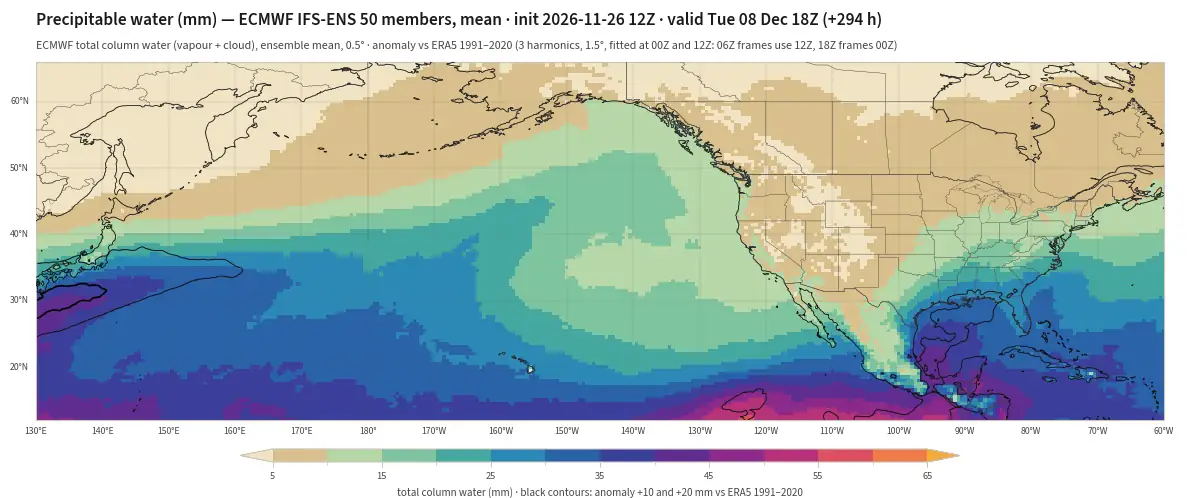 Precipitable water (mm) — ECMWF IFS-ENS 50 members, mean · init 2026-11-26 12Z · valid Tue 08 Dec 18Z (+294 h)
ECMWF total column water (vapour + cloud), ensemble mean, 0.5° · anomaly vs ERA5 1991–2020 (3 harmonics, 1.5°, fitted at 00Z and 12Z: 06Z frames use 12Z, 18Z frames 00Z)
60°N
50°N
40°N
30°N
20°N
130°E 140°E 150°E 160°E 170°E 180° 170°W 160°W 150°W 140°W 130°W 120°W 110°W 100°W 90°W 80°W 70°W 60°W
5 15 25 35 45 55 65
total column water (mm) · black contours: anomaly +10 and +20 mm vs ERA5 1991–2020